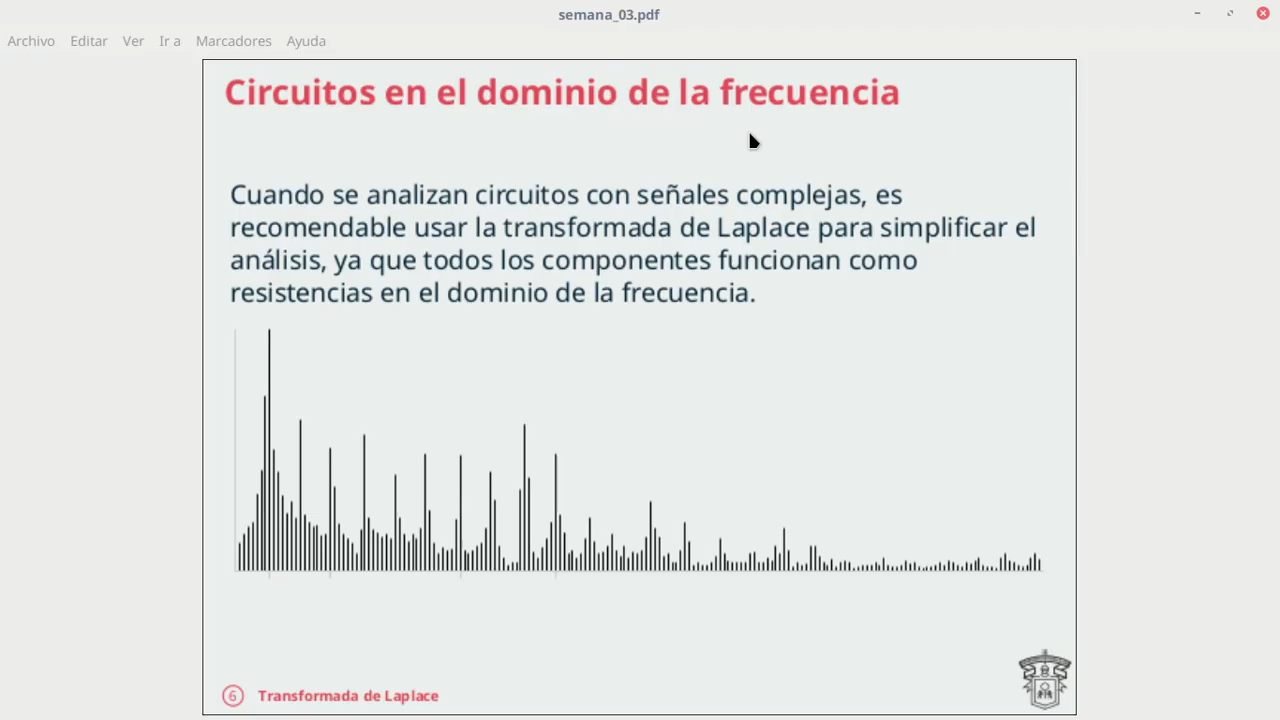 semana_03.pdf
Archivo Editar Ver Ir a Marcadores Ayuda
Circuitos en el dominio de la frecuencia
Cuando se analizan circuitos con señales complejas, es
recomendable usar la transformada de Laplace para simplificar el
análisis, ya que todos los componentes funcionan como
resistencias en el dominio de la frecuencia.
6 Transformada de Laplace